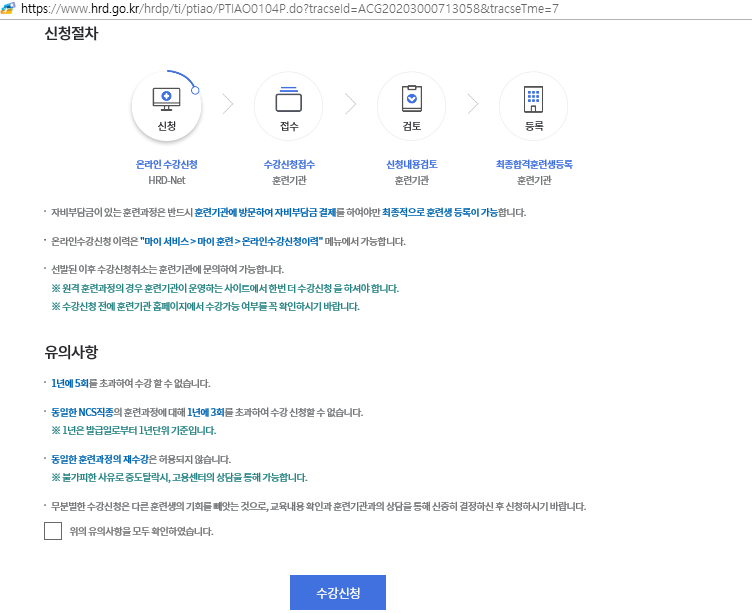 https://www.hrd.go.kr/hrdp/ti/ptiao/PTIAO0104P.do?tracseId=ACG20203000713058&tracseTme=7
신청절차
신청
접수
검토
등록
온라인 수강신청
수강신청접수
신청내용검토
최종합격훈련생등록
HRD-Net
훈련기관
훈련기관
훈련기관
· 자비부담금이 있는 훈련과정은 반드시 훈련기관에 방문하여 자비부담금 결제를 하여야만 최종적으로 훈련생 등록이 가능합니다.
· 온라인수강신청 이력은 "마이 서비스 > 마이 훈련 > 온라인수강신청이력" 메뉴에서 가능합니다.
· 선발된 이후 수강신청취소는 훈련기관에 문의하여 가능합니다.
※ 원격 훈련과정의 경우 훈련기관이 운영하는 사이트에서 한번 더 수강신청 을 하셔야 합니다.
※ 수강신청 전에 훈련기관 홈페이지에서 수강가능 여부를 꼭 확인하시기 바랍니다.
유의사항
· 1년에 5회를 초과하여 수강 할 수 없습니다.
· 동일한 NCS직종의 훈련과정에 대해 1년에 3회를 초과하여 수강 신청할 수 없습니다.
※ 1년은 발급일로부터 1년단위 기준입니다.
· 동일한 훈련과정의 재수강은 허용되지 않습니다.
※ 불가피한 사유로 중도탈락시, 고용센터의 상담을 통해 가능합니다.
· 무분별한 수강신청은 다른 훈련생의 기회를 빼앗는 것으로, 교육내용 확인과 훈련기관과의 상담을 통해 신중히 결정하신 후 신청하시기 바랍니다.
위의 유의사항을 모두 확인하였습니다.
수강신청